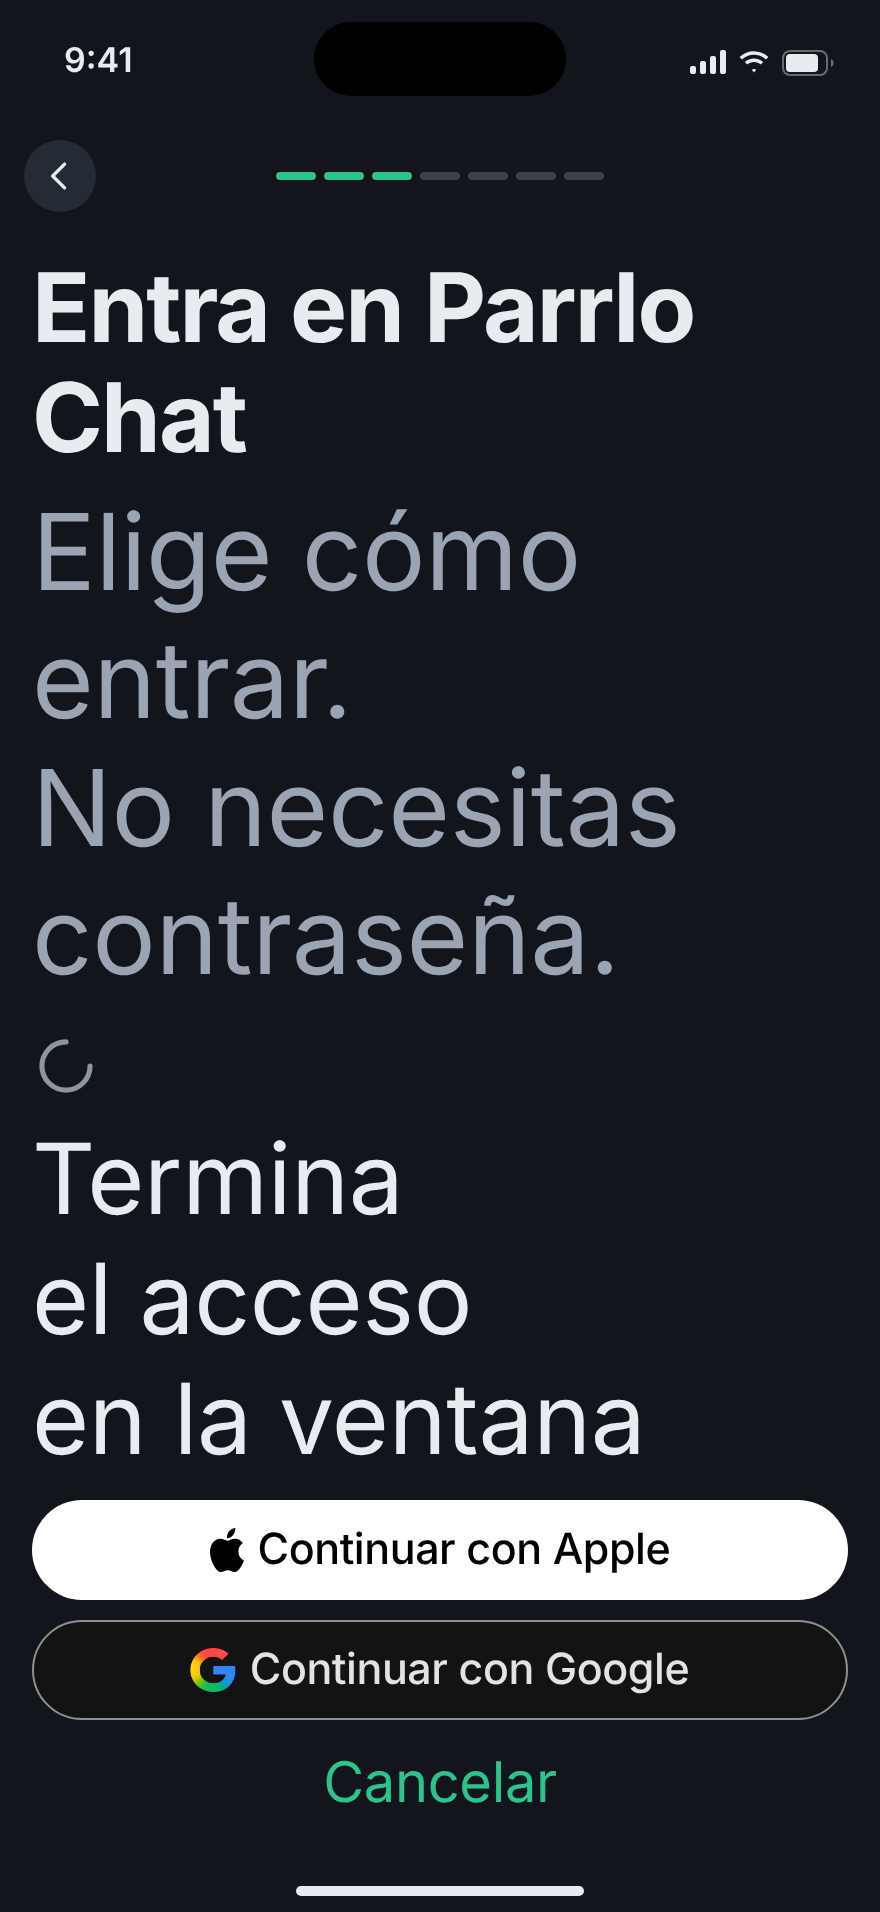 9:41
Entra en Parrlo
Chat
Elige cómo
entrar.
No necesitas
contraseña.
Termina
el acceso
en la ventana
Continuar con Apple
Continuar con Google
Cancelar